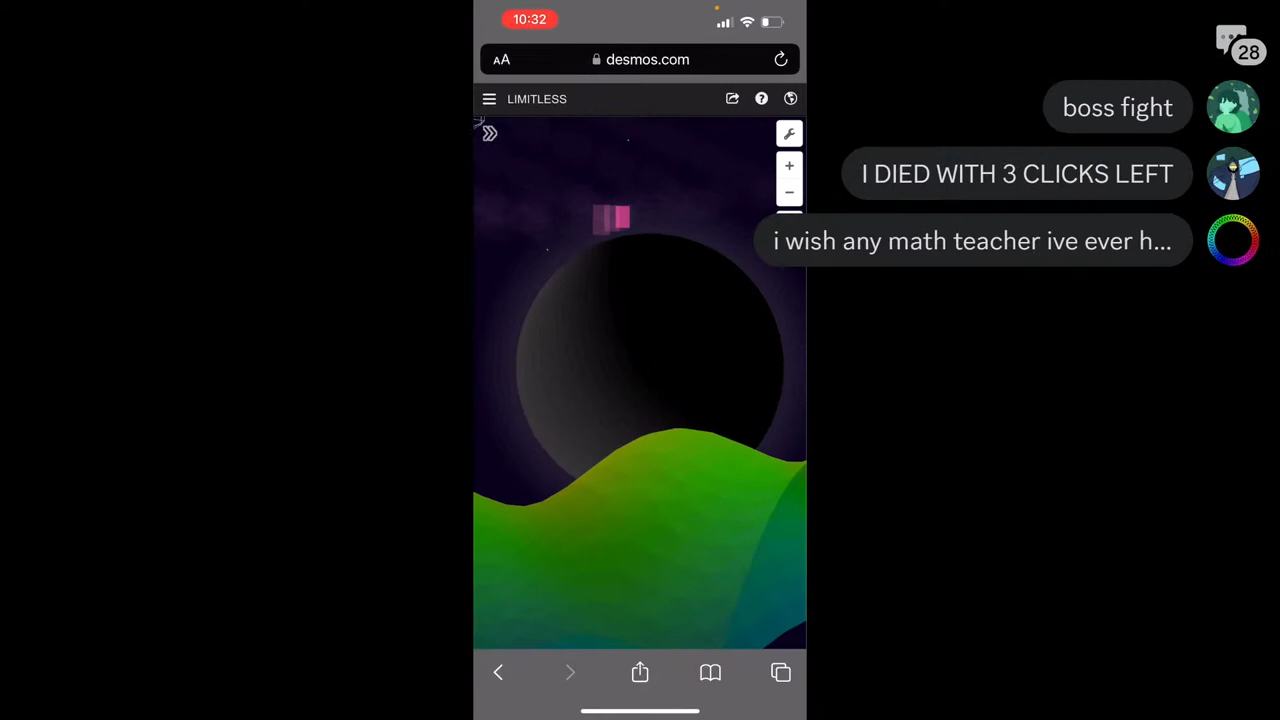 10:32
AA desmos.com
LIMITLESS
28
boss fight
I DIED WITH 3 CLICKS LEFT
i wish any math teacher ive ever h...